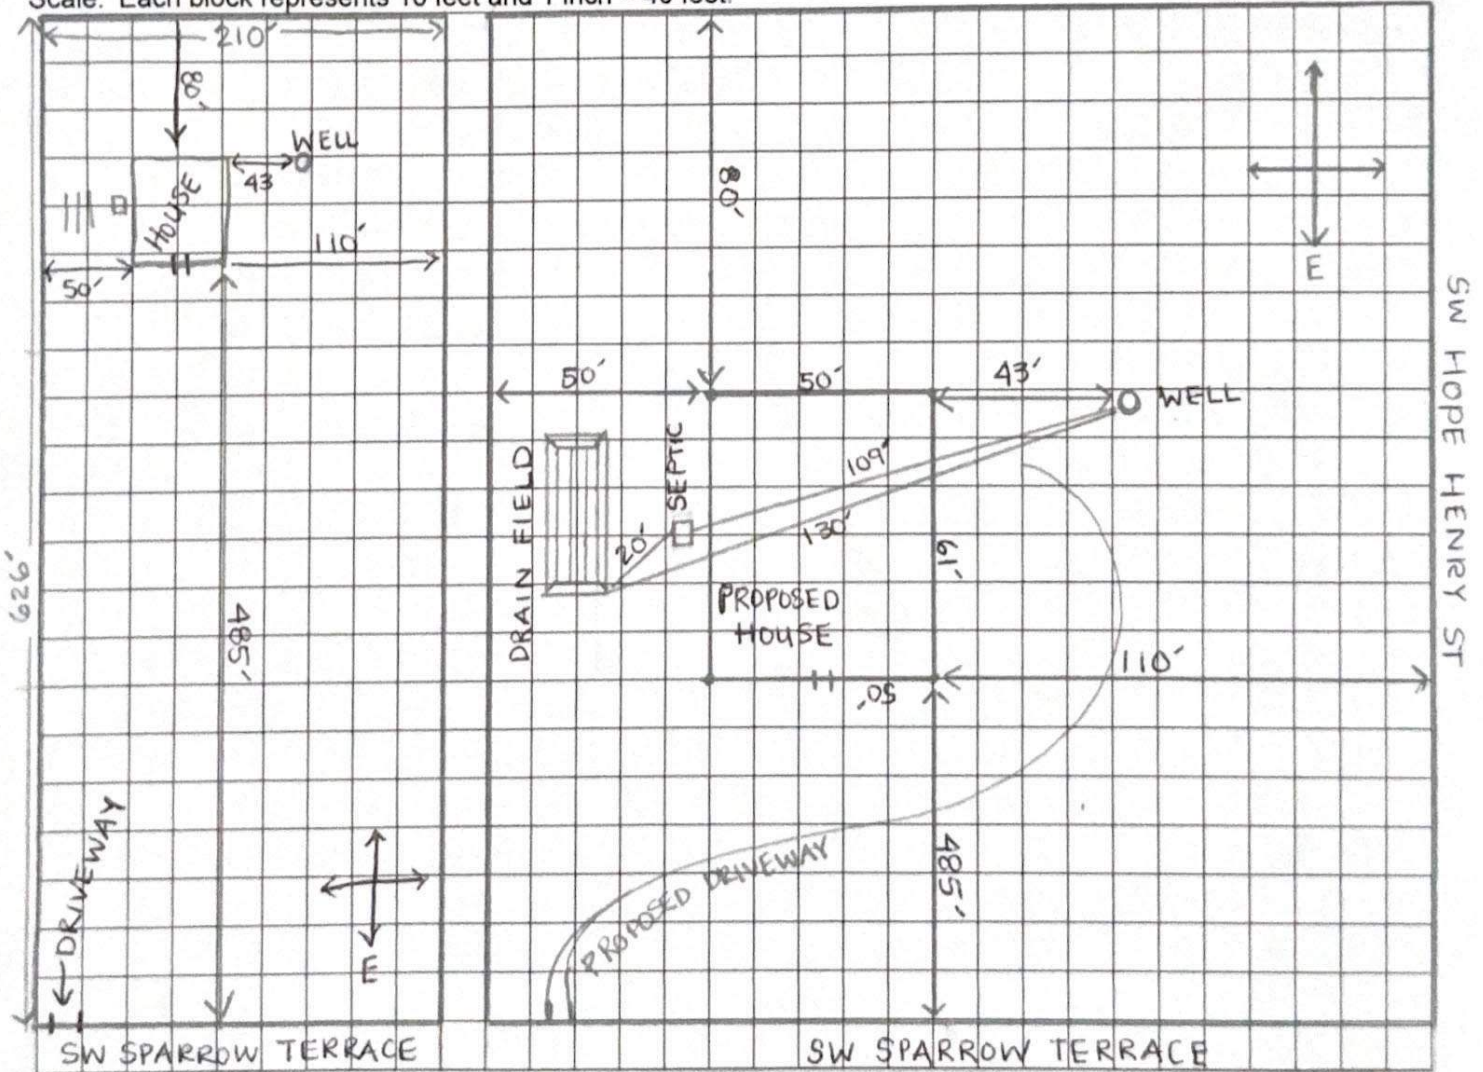 Scale: Each block represents 10 feet and 1 inch = 40 feet.
210'
80'
WELL
43
HOUSE
110'
50'
626'
485'
DRIVEWAY
E
SW SPARROW TERRACE
80'
E
SW HOPE HENRY ST
50'
50'
43'
WELL
DRAIN FIELD
SEPTIC
109'
130'
20'
61'
PROPOSED
HOUSE
50'
110'
485'
PROPOSED DRIVEWAY
SW SPARROW TERRACE